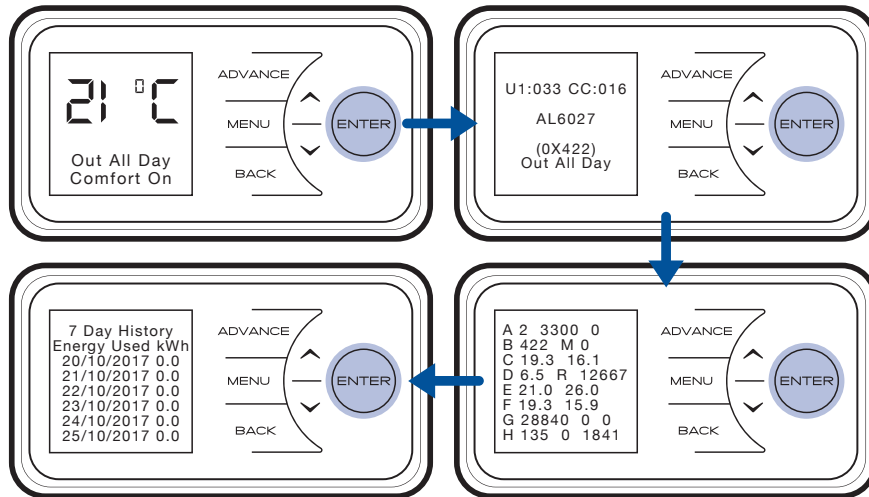 21 °C
Out All Day
Comfort On
ADVANCE
MENU
BACK
ENTER
U1:033 CC:016
AL6027
(0X422)
Out All Day
ADVANCE
MENU
BACK
ENTER
7 Day History
Energy Used kWh
20/10/2017 0.0
21/10/2017 0.0
22/10/2017 0.0
23/10/2017 0.0
24/10/2017 0.0
25/10/2017 0.0
ADVANCE
MENU
BACK
ENTER
A 2 3300 0
B 422 M 0
C 19.3 16.1
D 6.5 R 12667
E 21.0 26.0
F 19.3 15.9
G 28840 0 0
H 135 0 1841
ADVANCE
MENU
BACK
ENTER